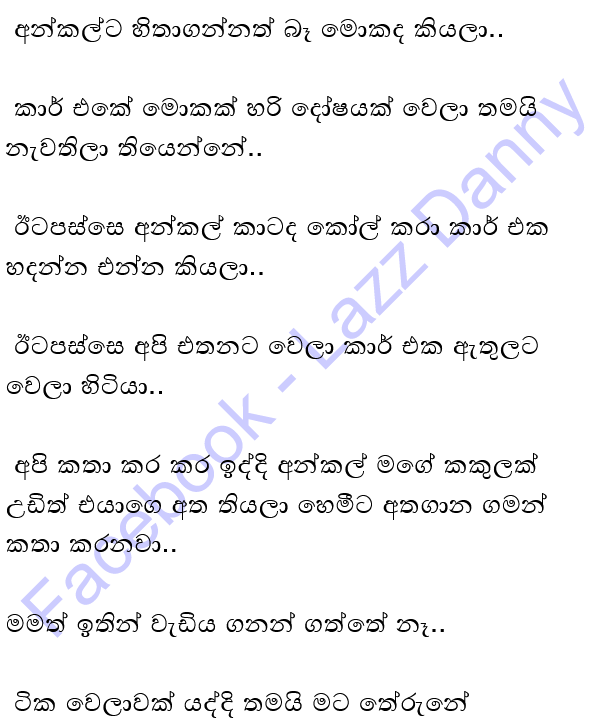 අන්කල්ට හිතාගන්නත් බෑ මොකද කියලා..
කාර් එකේ මොකක් හරි දෝෂයක් වෙලා තමයි
නැවතිලා තියෙන්නේ..
ඊටපස්සෙ අන්කල් කාටද කෝල් කරා කාර් එක
හදන්න එන්න කියලා..
ඊටපස්සෙ අපි එතනට වෙලා කාර් එක ඇතුලට
වෙලා හිටියා..
අපි කතා කර කර ඉද්දි අන්කල් මගේ කකුලක්
උඩිත් එයාගෙ අත තියලා හෙමීට අතගාන ගමන්
කතා කරනවා..
මමත් ඉතින් වැඩිය ගනන් ගත්තේ නෑ..
ටික වෙලාවක් යද්දි තමයි මට තේරුනේ
Facebook - Lazz Danny